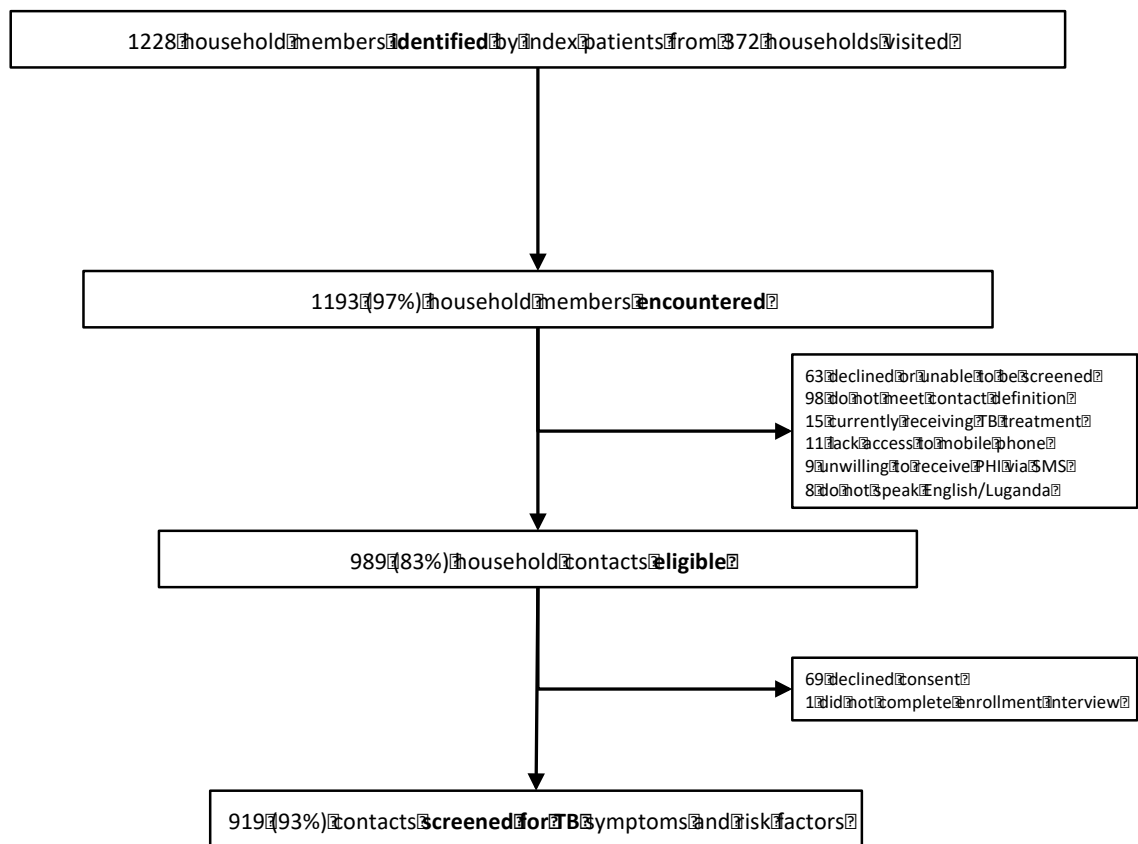 1228 household members identified by index patients from 372 households visited
1193 (97%) household members encountered
63 declined or unable to be screened
98 do not meet contact definition
15 currently receiving TB treatment
11 lack access to mobile phone
9 unwilling to receive PHI via SMS
8 do not speak English/Luganda
989 (83%) household contacts eligible
69 declined consent
1 did not complete enrollment interview
919 (93%) contacts screened for TB symptoms and risk factors